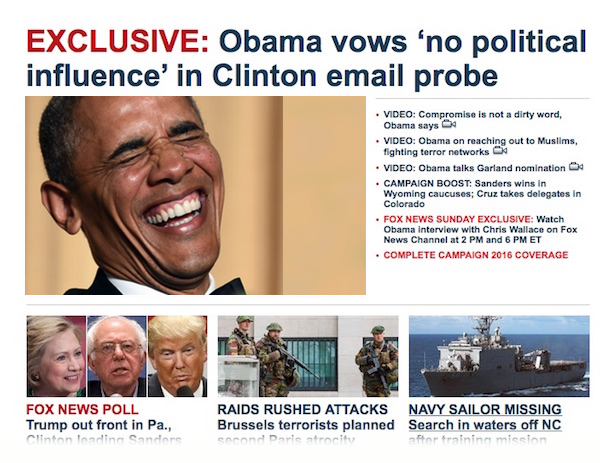 EXCLUSIVE: Obama vows ‘no political
influence’ in Clinton email probe
VIDEO: Compromise is not a dirty word,
Obama says
VIDEO: Obama on reaching out to Muslims,
fighting terror networks
VIDEO: Obama talks Garland nomination
CAMPAIGN BOOST: Sanders wins in
Wyoming caucuses; Cruz takes delegates in
Colorado
FOX NEWS SUNDAY EXCLUSIVE: Watch
Obama interview with Chris Wallace on Fox
News Channel at 2 PM and 6 PM ET
COMPLETE CAMPAIGN 2016 COVERAGE
FOX NEWS POLL
Trump out front in Pa.,
Clinton leading Sanders
RAIDS RUSHED ATTACKS
Brussels terrorists planned
second Paris atrocity
NAVY SAILOR MISSING
Search in waters off NC
after training mission